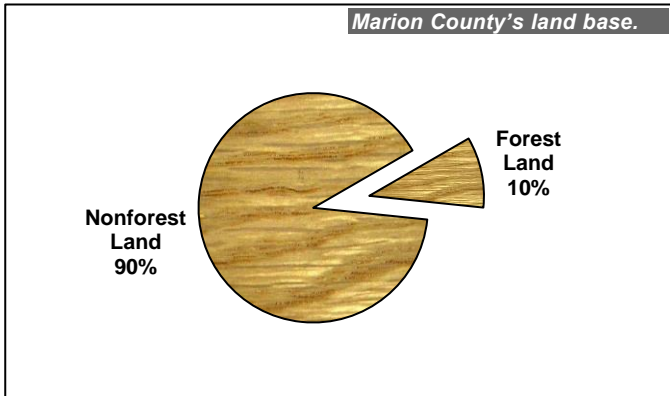 Marion County’s land base.
Forest
Land
10%
Nonforest
Land
90%